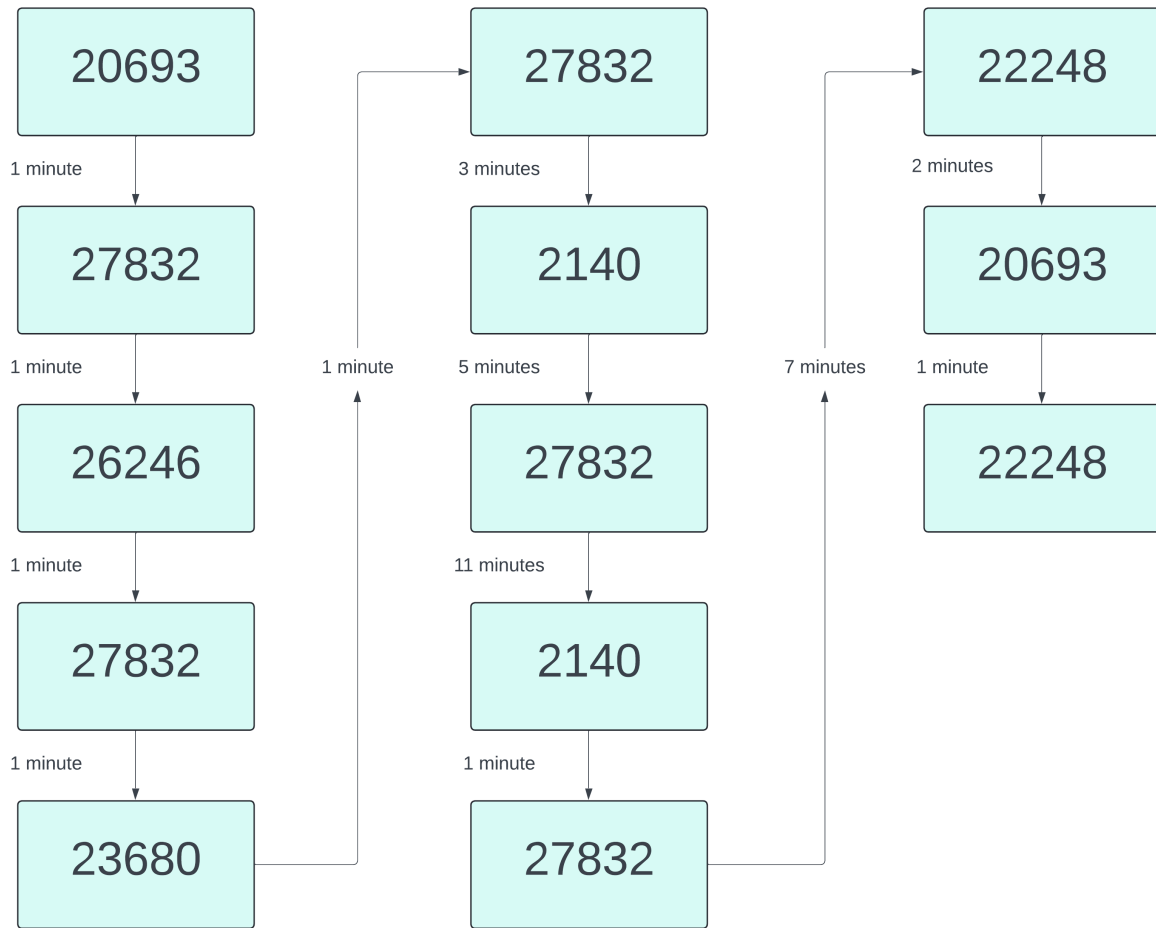 20693
1 minute
27832
1 minute
26246
1 minute
27832
1 minute
23680
1 minute
27832
3 minutes
2140
5 minutes
27832
11 minutes
2140
1 minute
27832
7 minutes
22248
2 minutes
20693
1 minute
22248